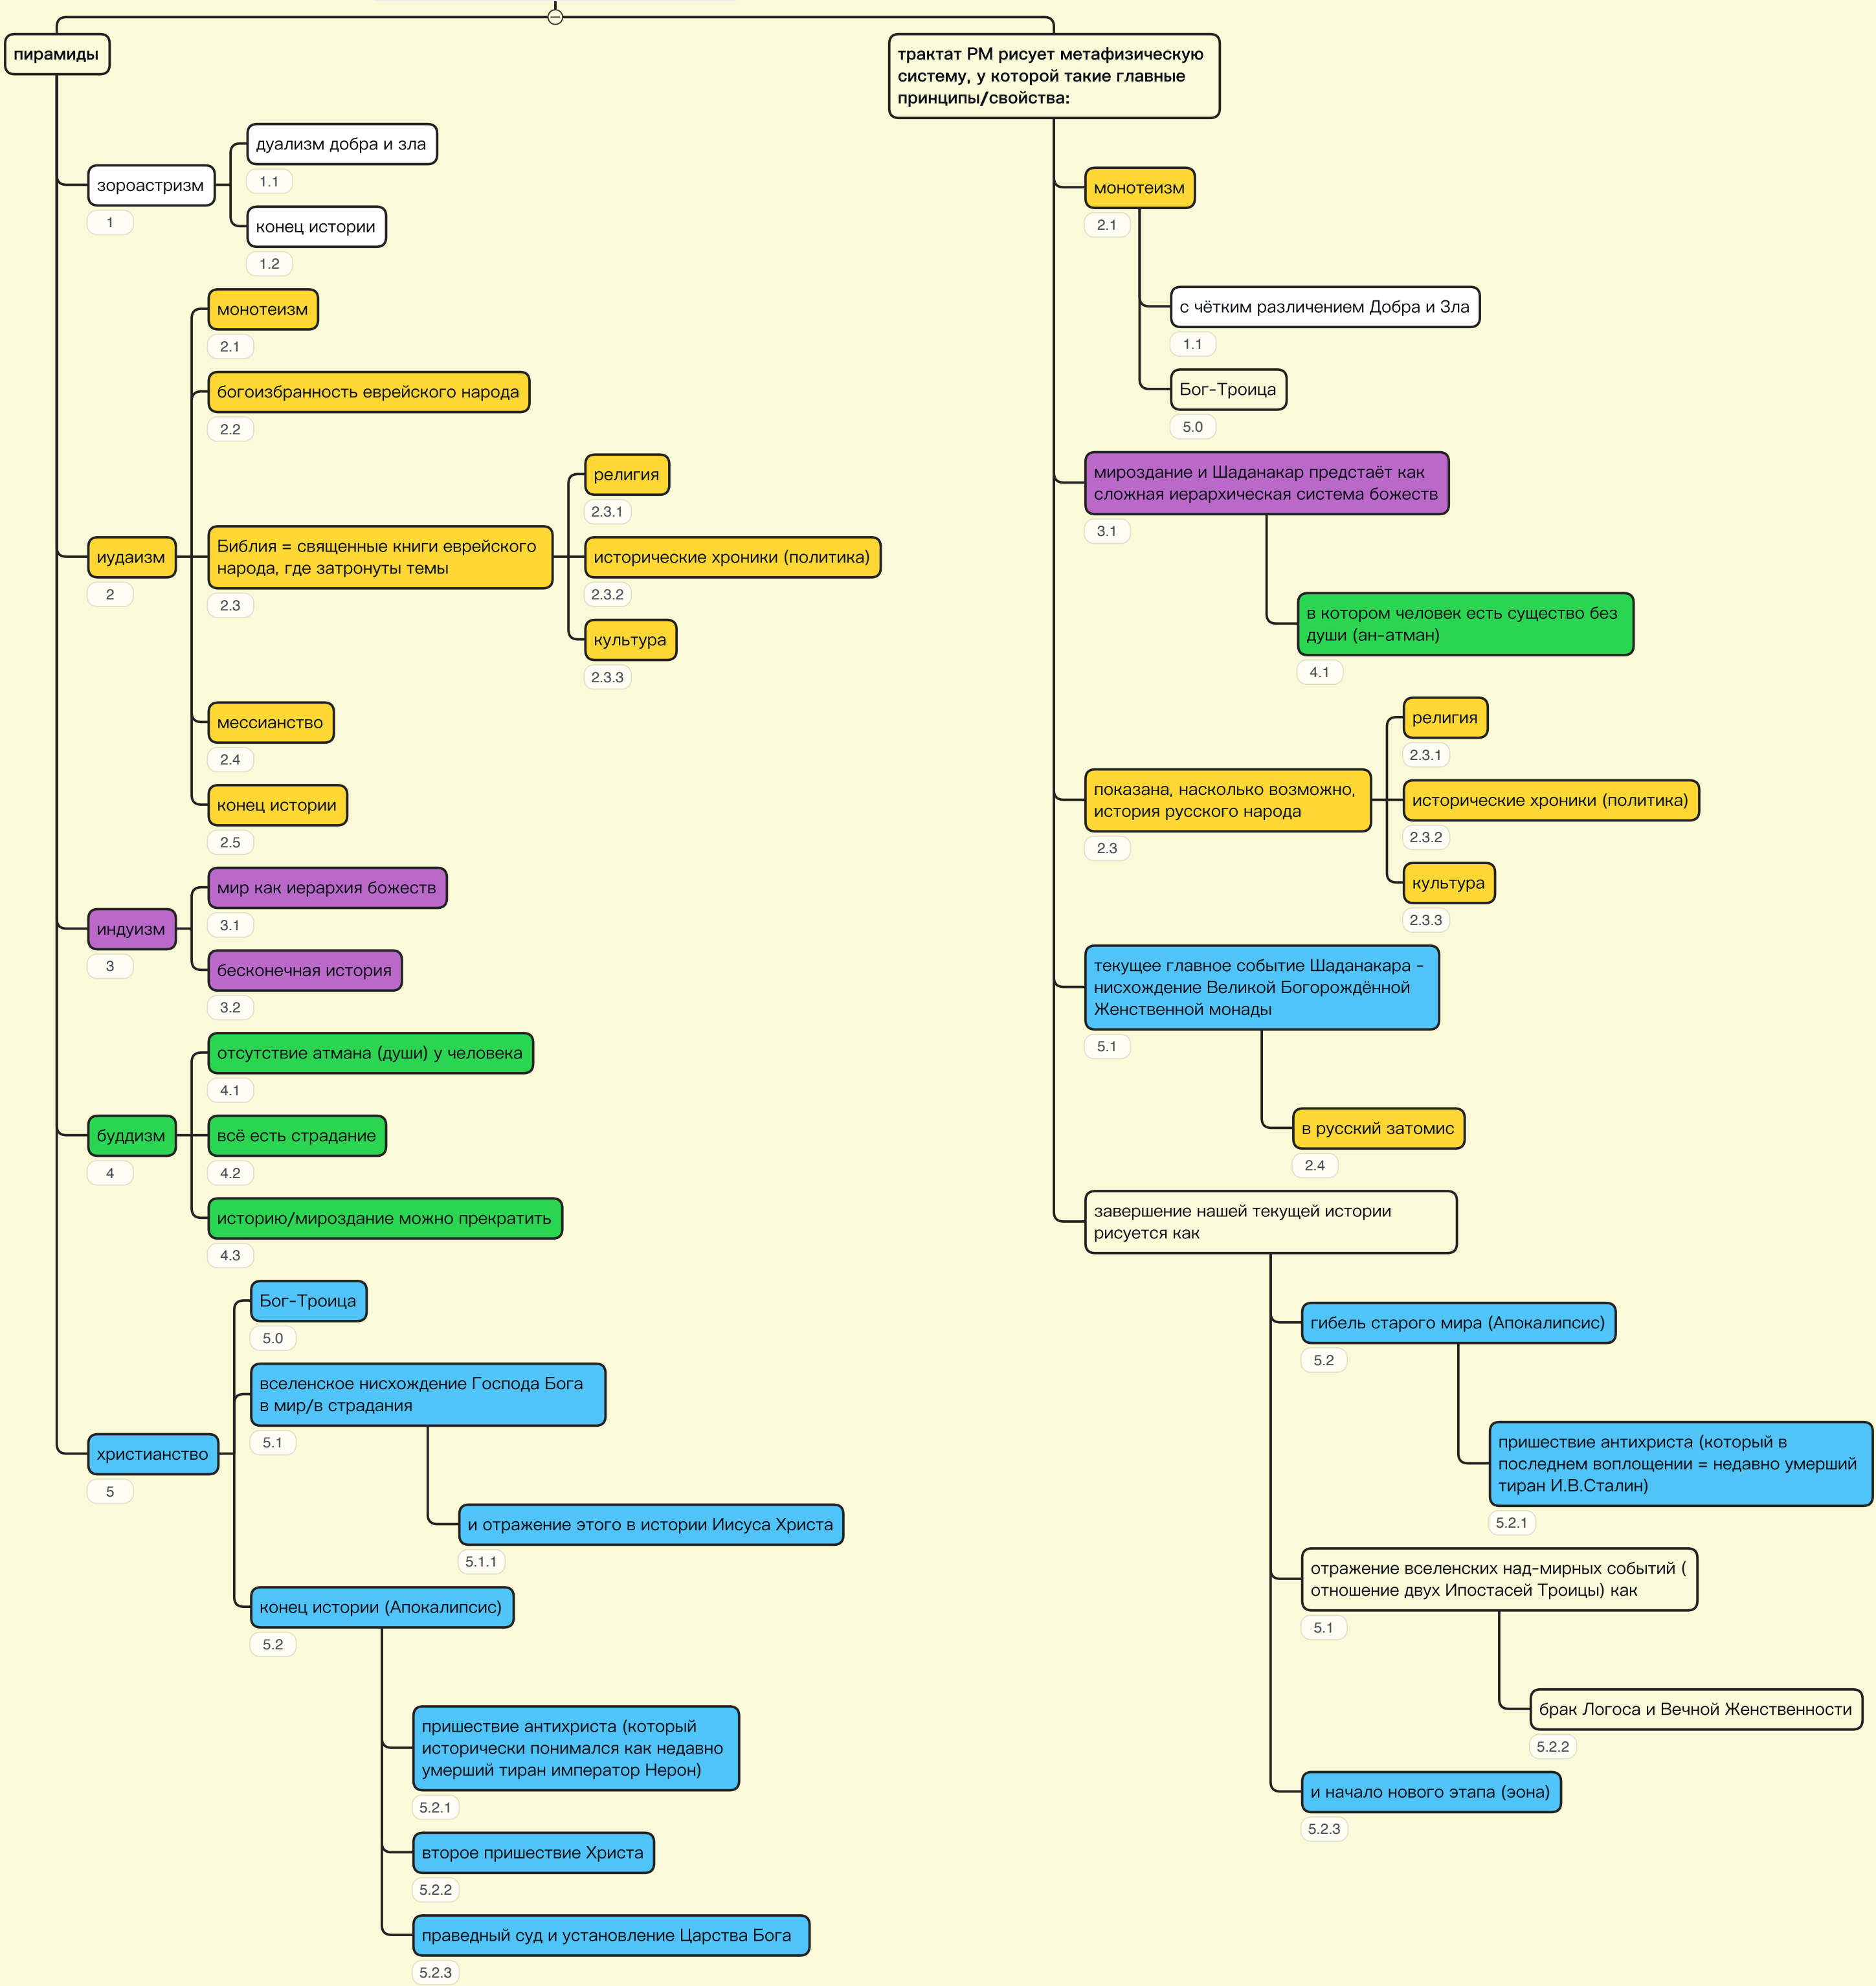 пирамиды
зороастризм
1
дуализм добра и зла
1.1
конец истории
1.2
иудаизм
2
монотеизм
2.1
богоизбранность еврейского народа
2.2
Библия = священные книги еврейского
народа, где затронуты темы
2.3
религия
2.3.1
исторические хроники (политика)
2.3.2
культура
2.3.3
мессианство
2.4
конец истории
2.5
индуизм
3
мир как иерархия божеств
3.1
бесконечная история
3.2
буддизм
4
отсутствие атмана (души) у человека
4.1
всё есть страдание
4.2
историю/мироздание можно прекратить
4.3
христианство
5
Бог-Троица
5.0
вселенское нисхождение Господа Бога
в мир/в страдания
5.1
и отражение этого в истории Иисуса Христа
5.1.1
конец истории (Апокалипсис)
5.2
пришествие антихриста (который
исторически понимался как недавно
умерший тиран император Нерон)
5.2.1
второе пришествие Христа
5.2.2
праведный суд и установление Царства Бога
5.2.3
трактат РМ рисует метафизическую
систему, у которой такие главные
принципы/свойства:
монотеизм
2.1
с чётким различением Добра и Зла
1.1
Бог-Троица
5.0
мироздание и Шаданакар предстаёт как
сложная иерархическая система божеств
3.1
в котором человек есть существо без
души (ан-атман)
4.1
показана, насколько возможно,
история русского народа
2.3
религия
2.3.1
исторические хроники (политика)
2.3.2
культура
2.3.3
текущее главное событие Шаданакара -
нисхождение Великой Богорождённой
Женственной монады
5.1
в русский затомис
2.4
завершение нашей текущей истории
рисуется как
гибель старого мира (Апокалипсис)
5.2
пришествие антихриста (который в
последнем воплощении = недавно умерший
тиран И.В.Сталин)
5.2.1
отражение вселенских над-мирных событий (
отношение двух Ипостасей Троицы) как
5.1
брак Логоса и Вечной Женственности
5.2.2
и начало нового этапа (эона)
5.2.3